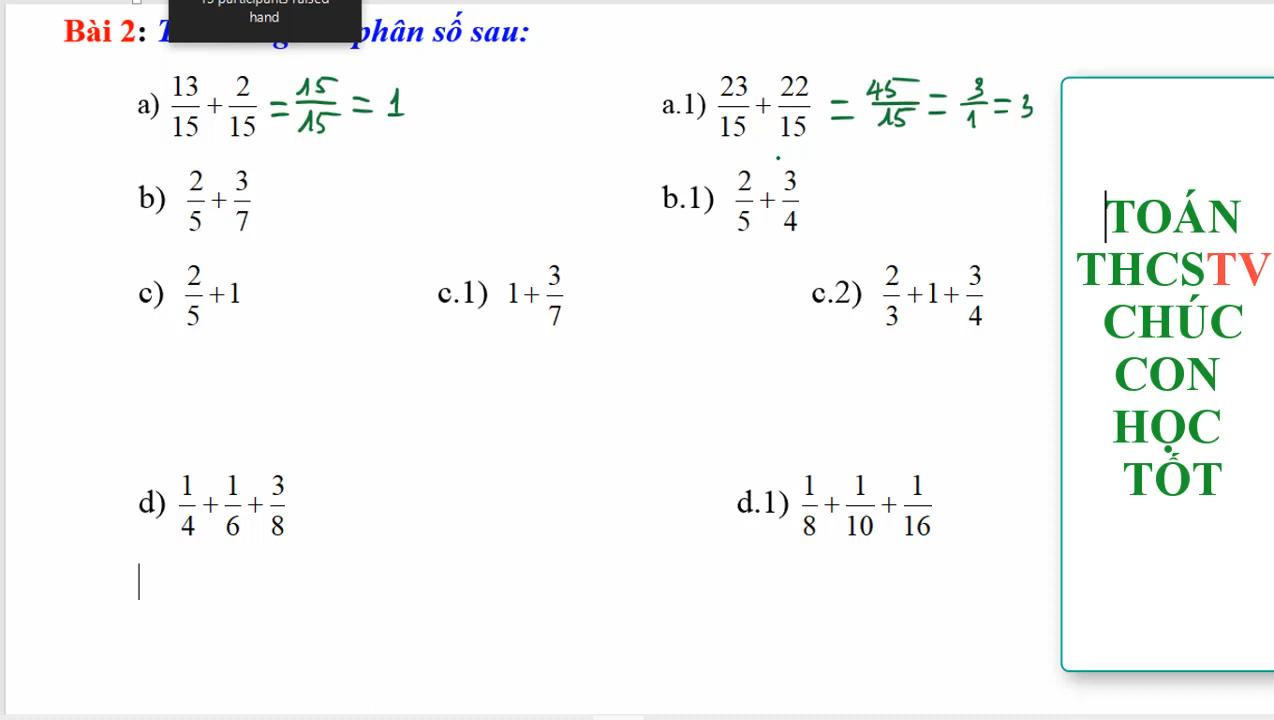 participants raised
hand
Bài 2: phân số sau:
a) 13/15 + 2/15 = 15/15 = 1
a.1) 23/15 + 22/15 = 45/15 = 3/1 = 3
b) 2/5 + 3/7
b.1) 2/5 + 3/4
c) 2/5 + 1
c.1) 1 + 3/7
c.2) 2/3 + 1 + 3/4
d) 1/4 + 1/6 + 3/8
d.1) 1/8 + 1/10 + 1/16
TOÁN
THCSTV
CHÚC
CON
HỌC
TỐT